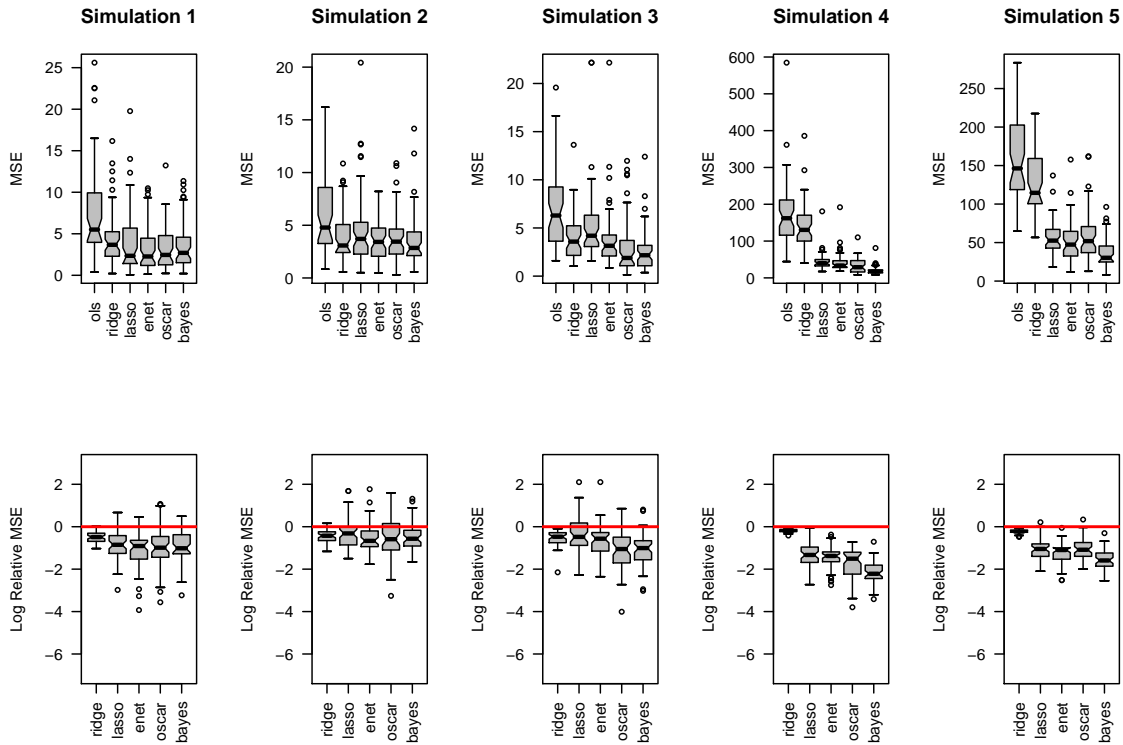 Simulation 1
Simulation 2
Simulation 3
Simulation 4
Simulation 5
MSE
25
20
15
10
5
0
ols
ridge
lasso
enet
oscar
bayes
MSE
20
15
10
5
0
ols
ridge
lasso
enet
oscar
bayes
MSE
20
15
10
5
0
ols
ridge
lasso
enet
oscar
bayes
MSE
600
500
400
300
200
100
0
ols
ridge
lasso
enet
oscar
bayes
MSE
250
200
150
100
50
0
ols
ridge
lasso
enet
oscar
bayes
Log Relative MSE
2
0
−2
−4
−6
ridge
lasso
enet
oscar
bayes
Log Relative MSE
2
0
−2
−4
−6
ridge
lasso
enet
oscar
bayes
Log Relative MSE
2
0
−2
−4
−6
ridge
lasso
enet
oscar
bayes
Log Relative MSE
2
0
−2
−4
−6
ridge
lasso
enet
oscar
bayes
Log Relative MSE
2
0
−2
−4
−6
ridge
lasso
enet
oscar
bayes